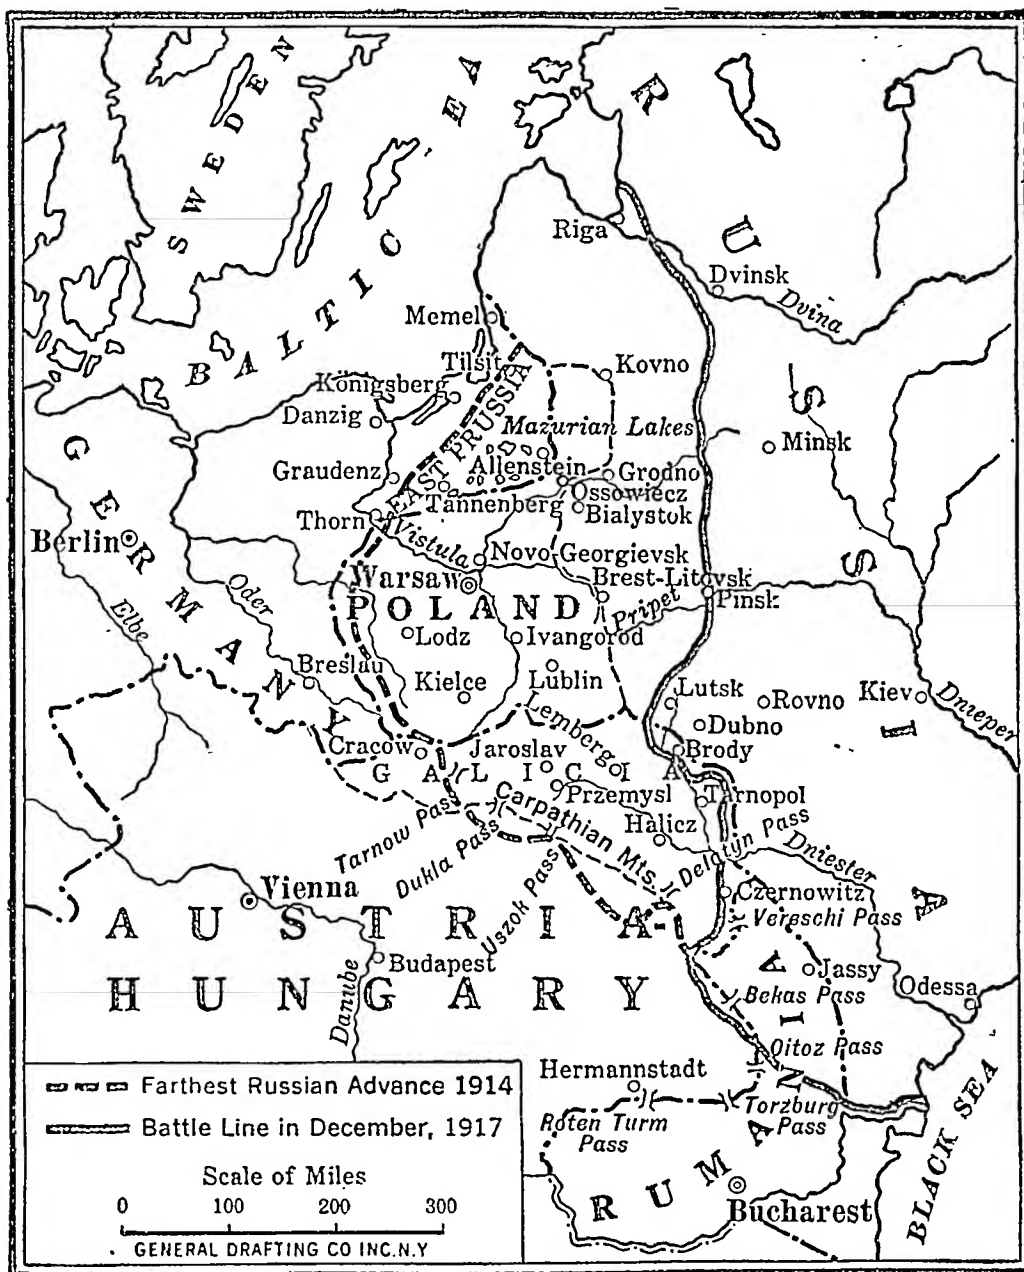 SWEDEN
BALTIC SEA
RUSSIA
Riga
Dvinsk
Dvina
Memel
Tilsit
Kovno
Königsberg
EAST PRUSSIA
Danzig
Mazurian Lakes
Minsk
Graudenz
Allenstein
Grodno
Ossowiecz
Tannenberg
Bialystok
Thorn
Vistula
GERMANY
Berlin
Novo-Georgievsk
Warsaw
Brest-Litovsk
Pinsk
Pripet
POLAND
Oder
Elbe
Lodz
Ivangorod
Breslau
Kielce
Lublin
Lutsk
Rovno
Kiev
Dnieper
Dubno
Lemberg
Cracow
Jaroslav
Brody
GALICIA
Przemysl
Tarnopol
Carpathian Mts.
Halicz
Tarnow Pass
Dukla Pass
Uszok Pass
Delatyn Pass
Dniester
Vienna
Czernowitz
Vereschi Pass
AUSTRIA-
HUNGARY
Budapest
Danube
Jassy
Odessa
Bekas Pass
Oitoz Pass
Hermannstadt
Torzburg
Pass
Roten Turm
Pass
RUMANIA
Bucharest
BLACK SEA
Farthest Russian Advance 1914
Battle Line in December, 1917
Scale of Miles
0 100 200 300
GENERAL DRAFTING CO INC.N.Y